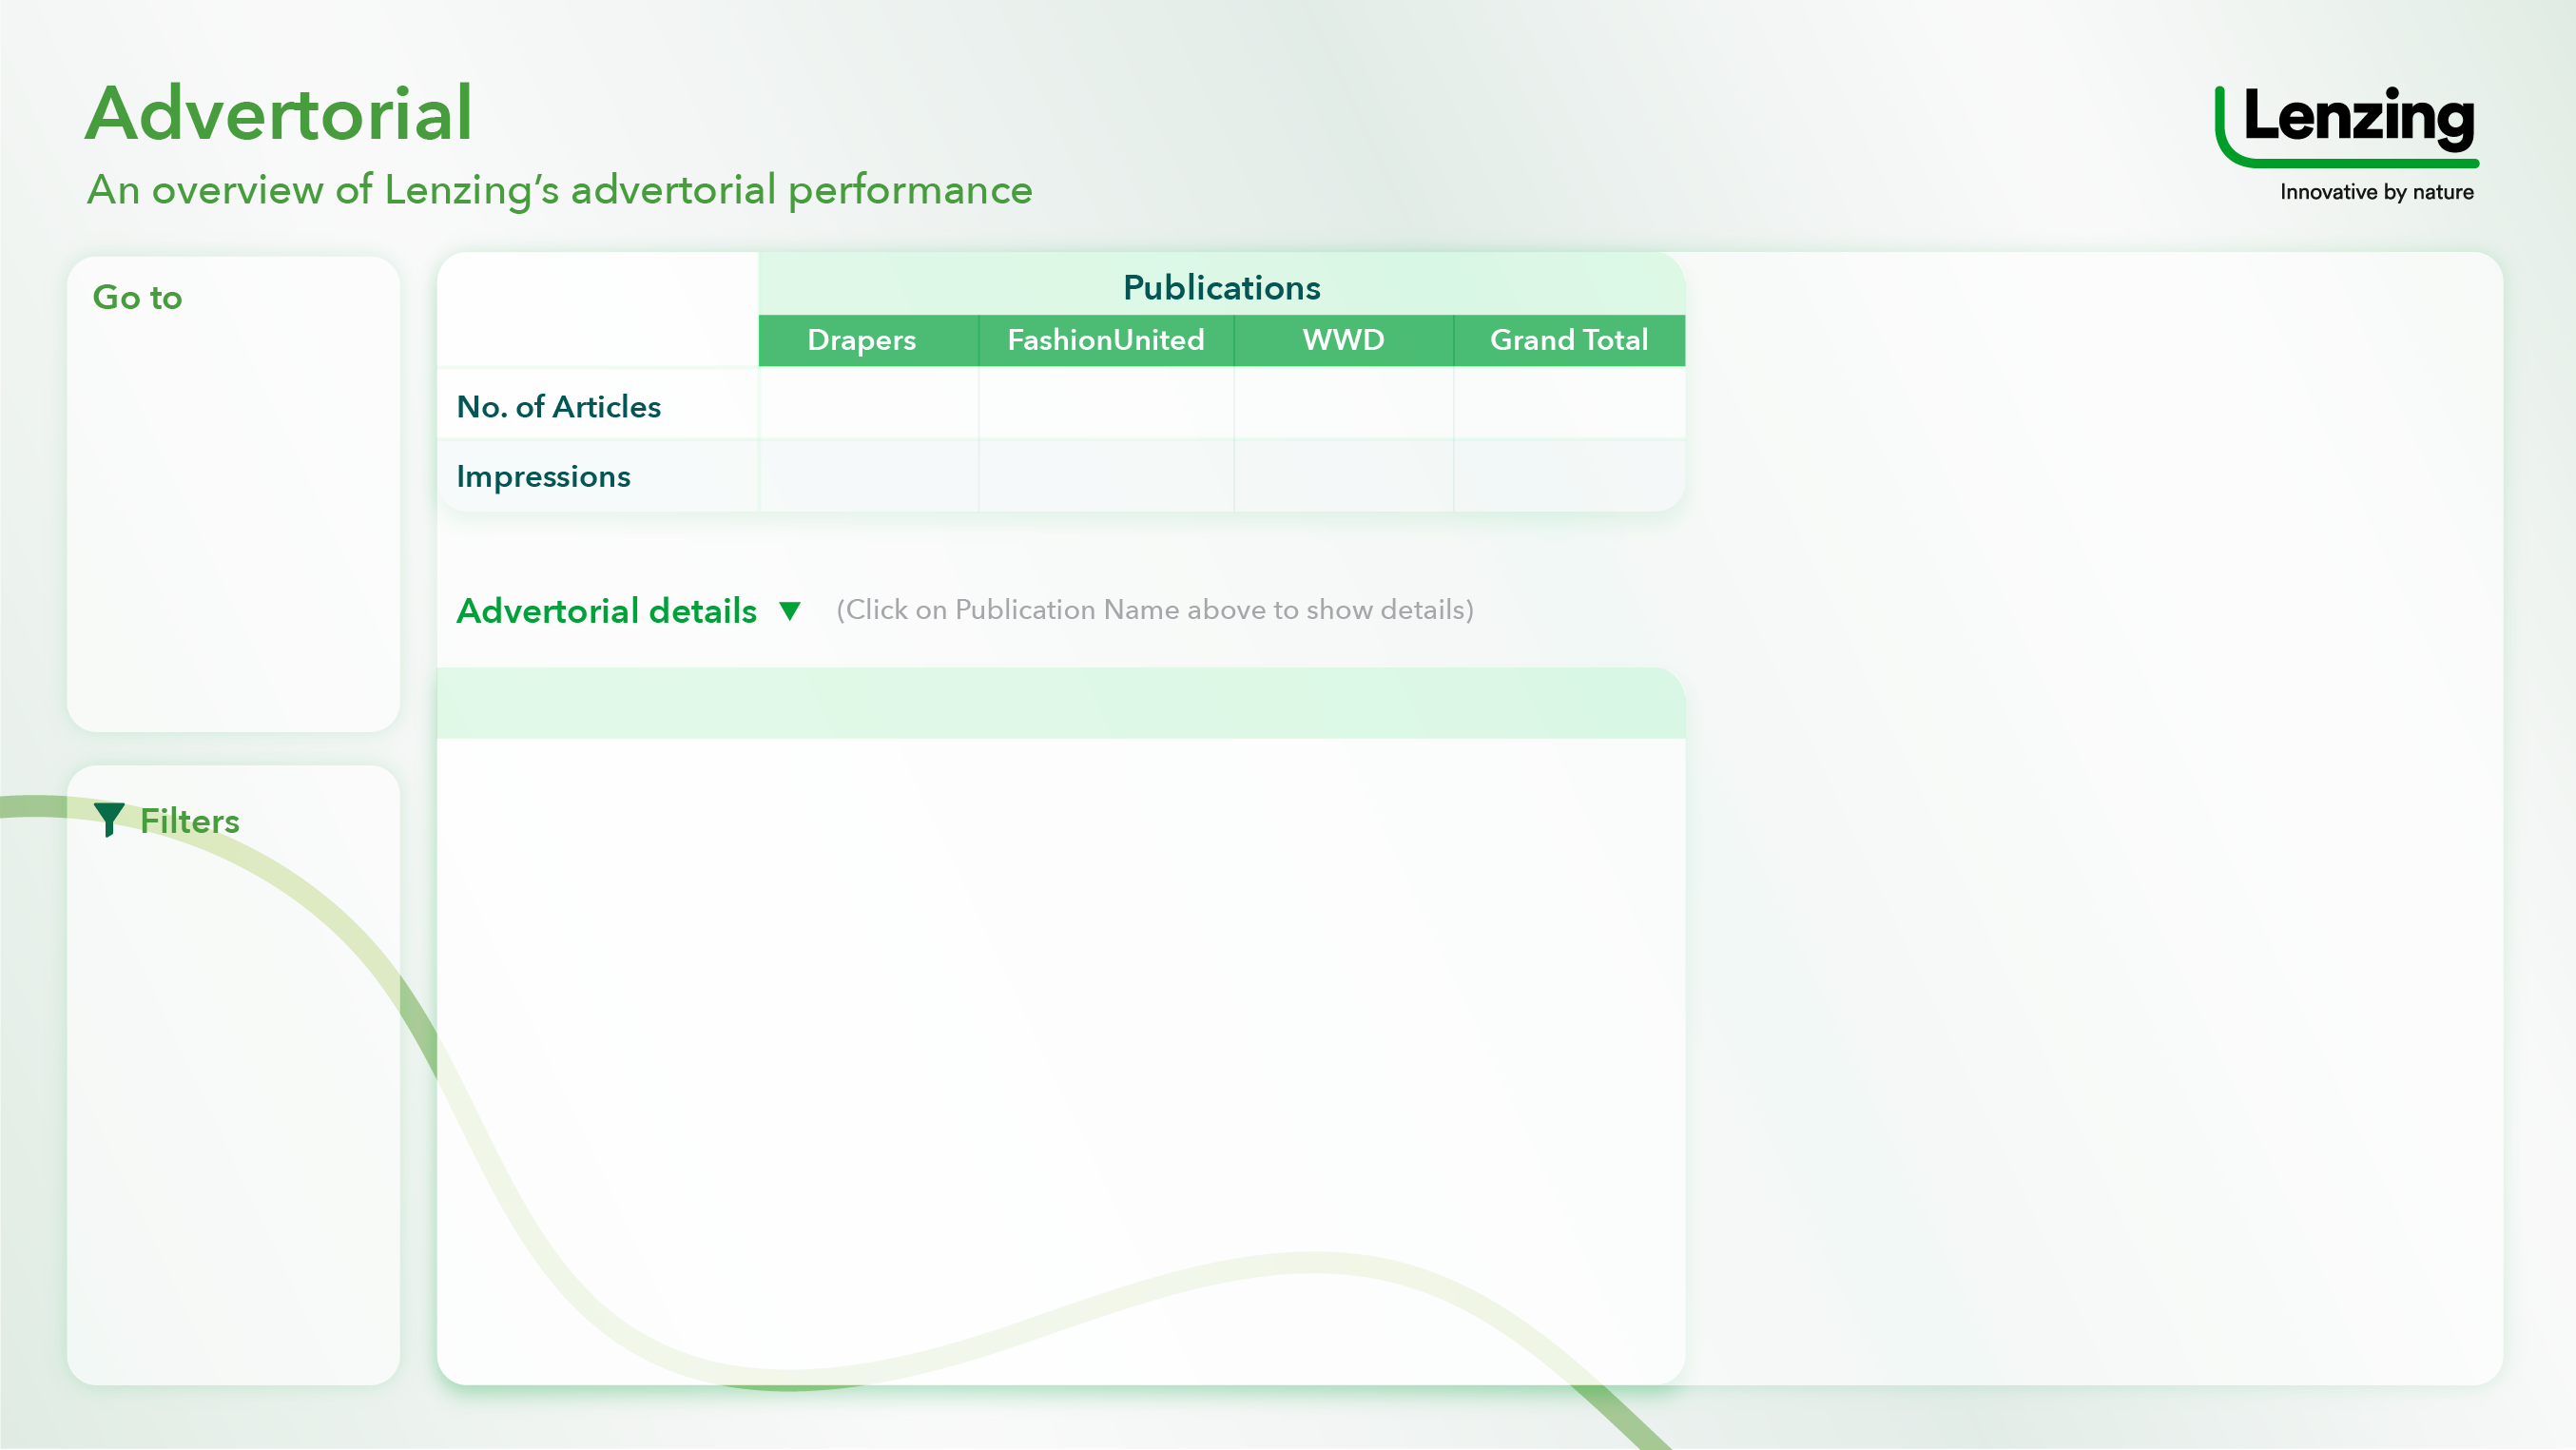 Advertorial
An overview of Lenzing’s advertorial performance
Lenzing
Innovative by nature
Go to
Publications
Drapers FashionUnited WWD Grand Total
No. of Articles
Impressions
Advertorial details ▼ (Click on Publication Name above to show details)
Filters